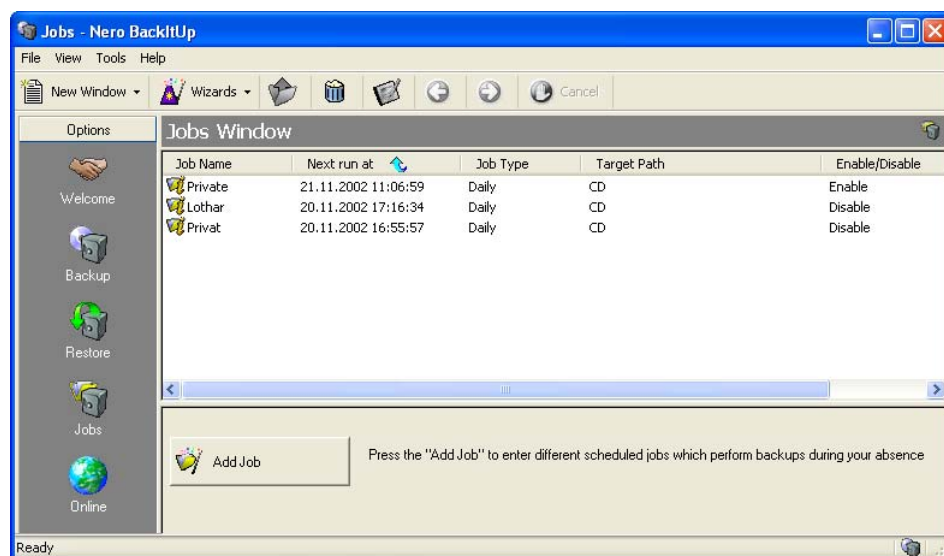 Jobs - Nero BackItUp
File View Tools Help
New Window Wizards Cancel
Options
Jobs Window
Job Name Next run at Job Type Target Path Enable/Disable
Private 21.11.2002 11:06:59 Daily CD Enable
Lothar 20.11.2002 17:16:34 Daily CD Disable
Privat 20.11.2002 16:55:57 Daily CD Disable
Welcome
Backup
Restore
Jobs
Online
Add Job
Press the "Add Job" to enter different scheduled jobs which perform backups during your absence
Ready